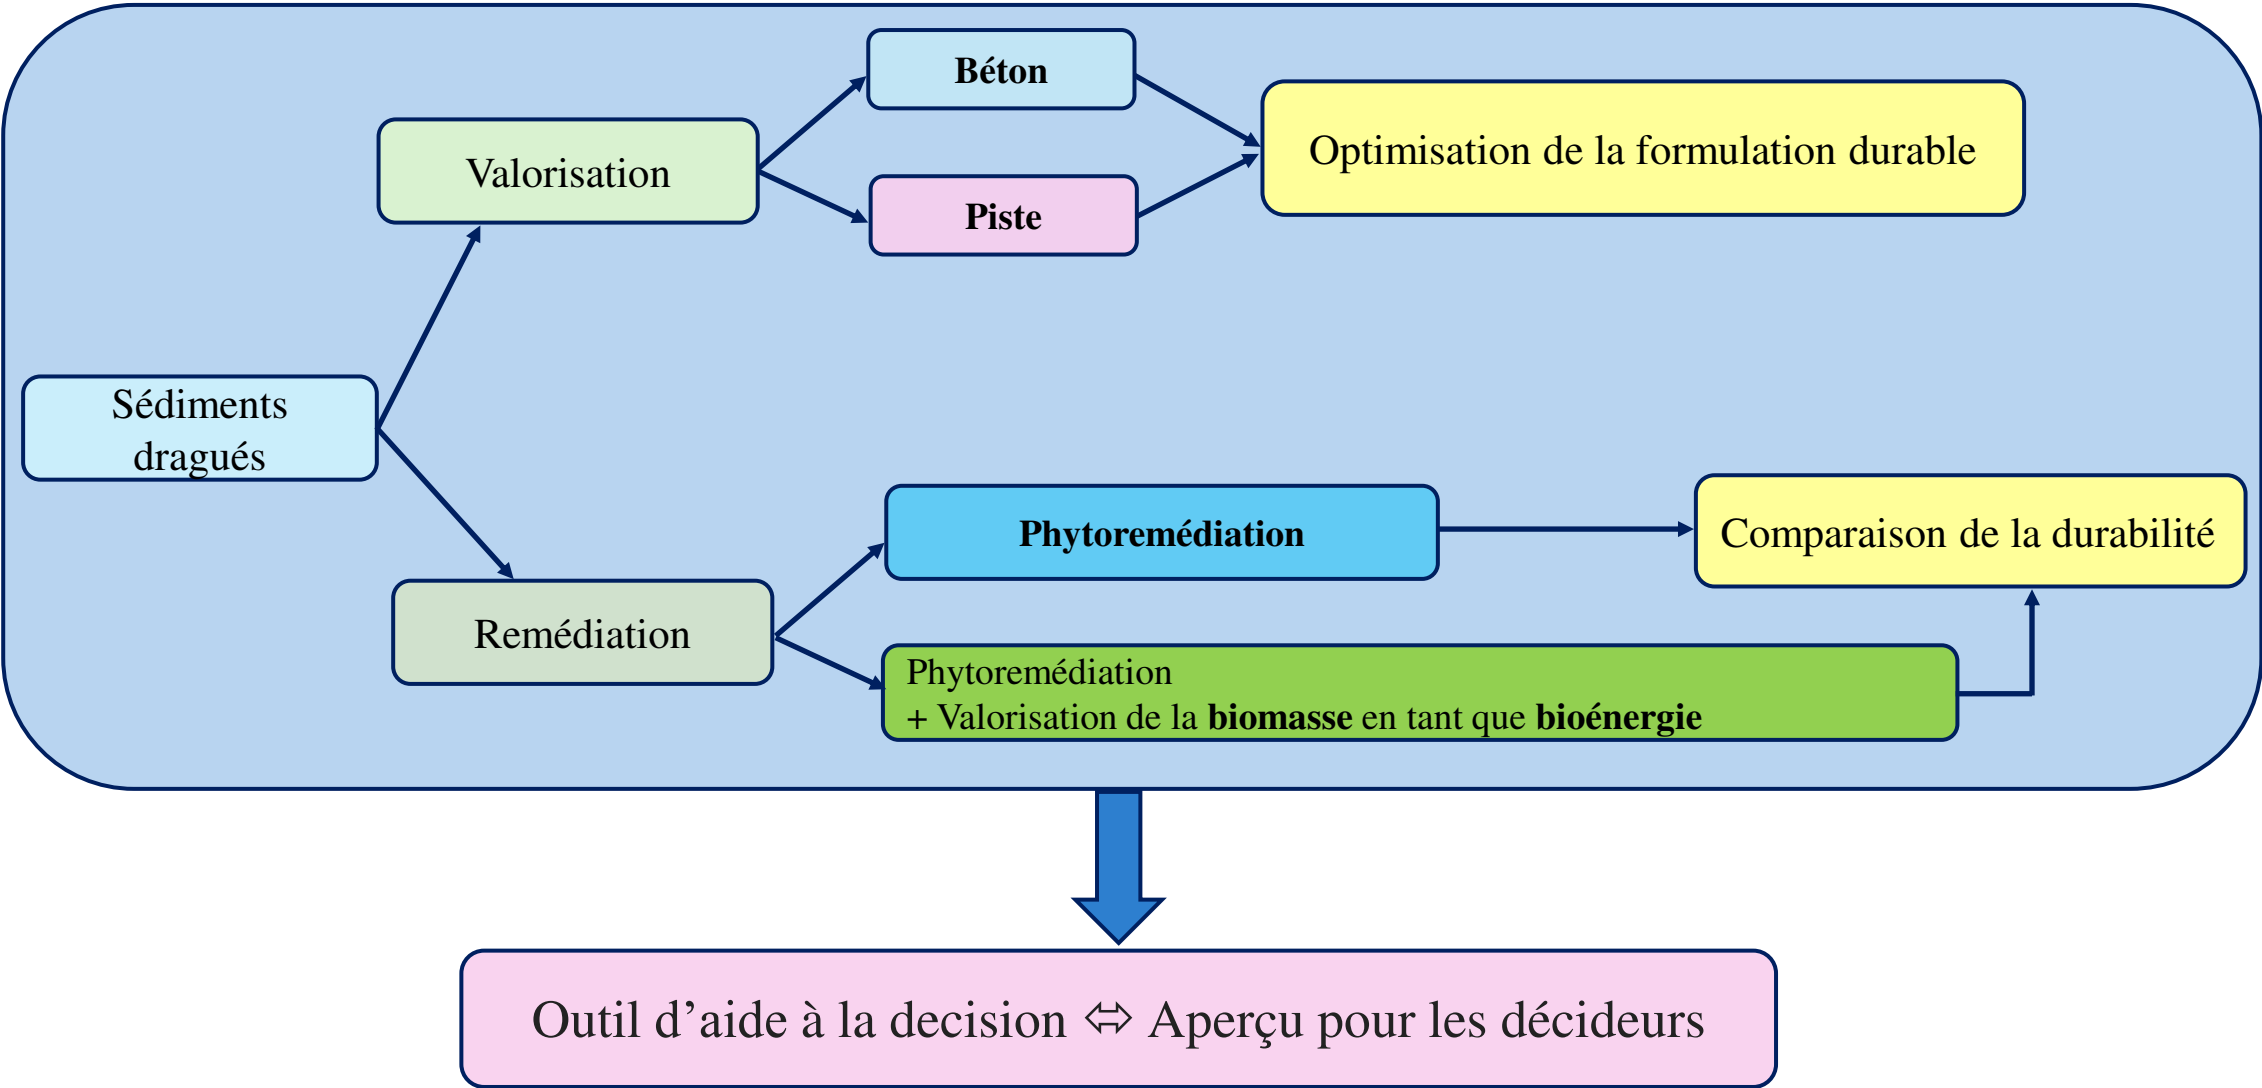 Béton
Optimisation de la formulation durable
Valorisation
Piste
Sédiments
dragués
Phytoremédiation
Comparaison de la durabilité
Remédiation
Phytoremédiation
+ Valorisation de la biomasse en tant que bioénergie
Outil d’aide à la decision ⬄ Aperçu pour les décideurs